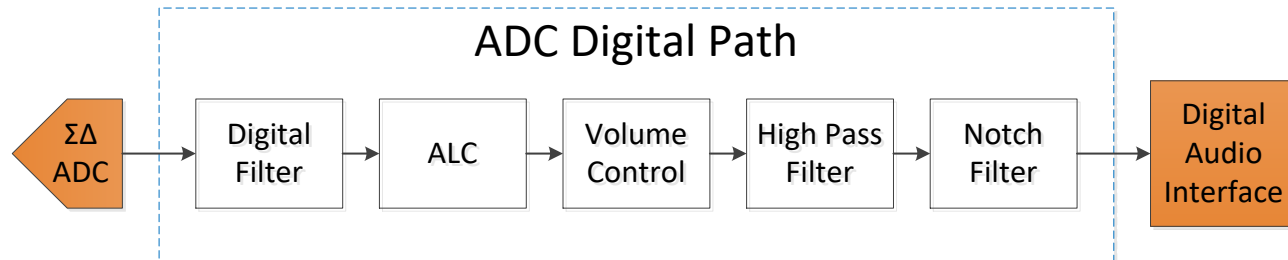 ADC Digital Path
ΣΔ
ADC
Digital
Filter
ALC
Volume
Control
High Pass
Filter
Notch
Filter
Digital
Audio
Interface